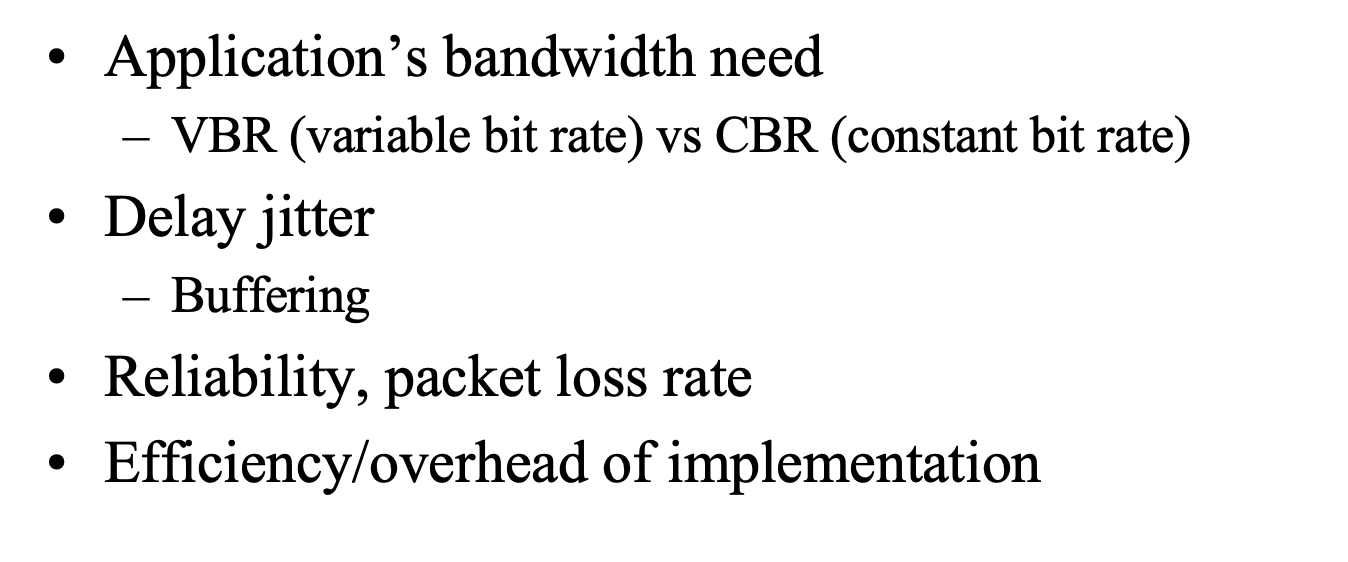 • Application’s bandwidth need
– VBR (variable bit rate) vs CBR (constant bit rate)
• Delay jitter
– Buffering
• Reliability, packet loss rate
• Efficiency/overhead of implementation